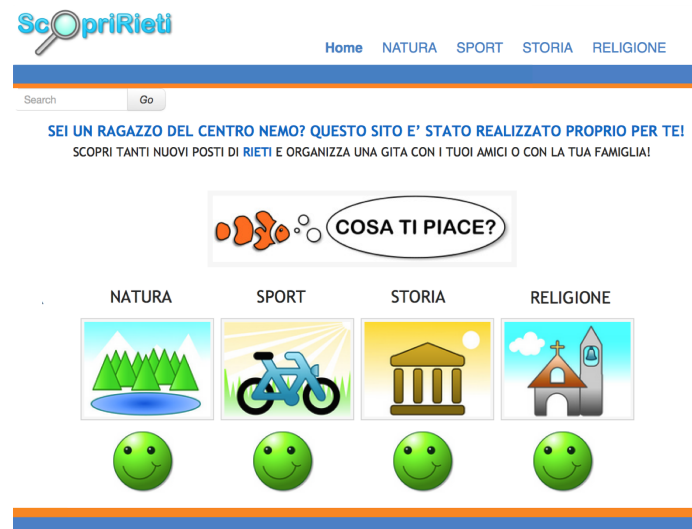 ScopriRieti
Home NATURA SPORT STORIA RELIGIONE
Search Go
SEI UN RAGAZZO DEL CENTRO NEMO? QUESTO SITO E' STATO REALIZZATO PROPRIO PER TE!
SCOPRI TANTI NUOVI POSTI DI RIETI E ORGANIZZA UNA GITA CON I TUOI AMICI O CON LA TUA FAMIGLIA!
COSA TI PIACE?
. NATURA SPORT STORIA RELIGIONE